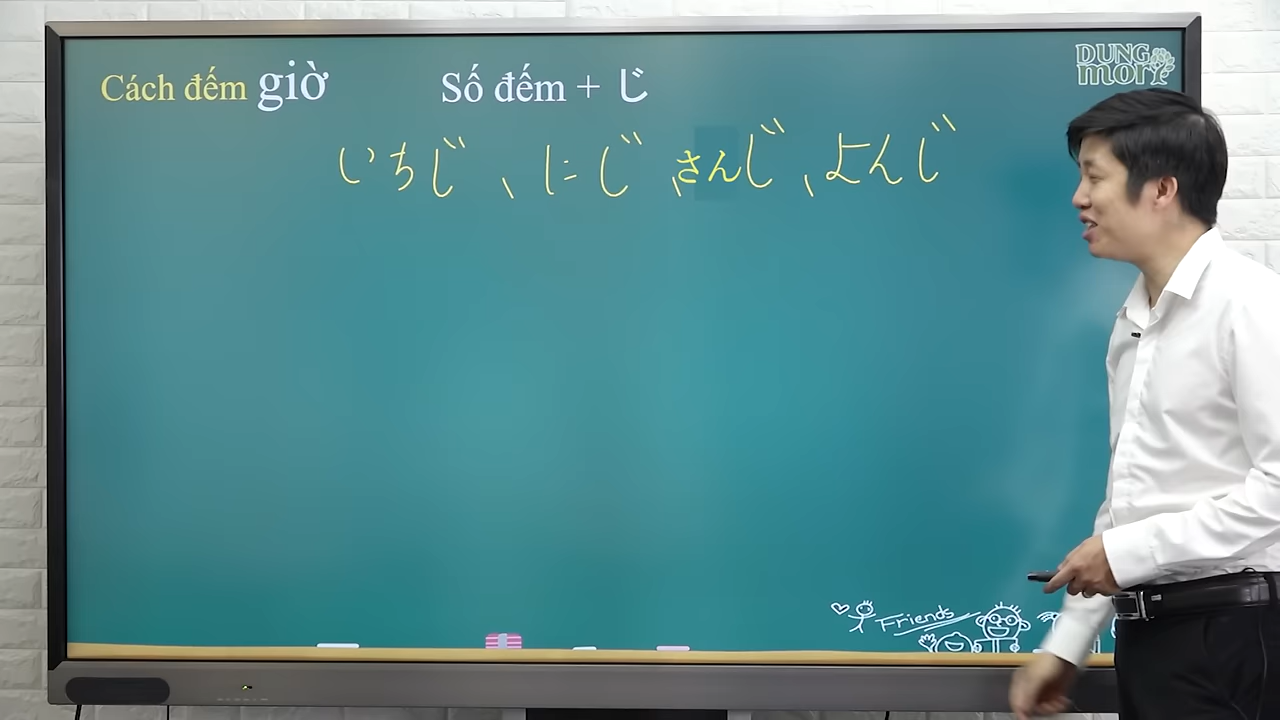 Cách đếm giờ Số đếm + じ
DUNG
mori
いちじ、にじ、さんじ、よんじ
Friends